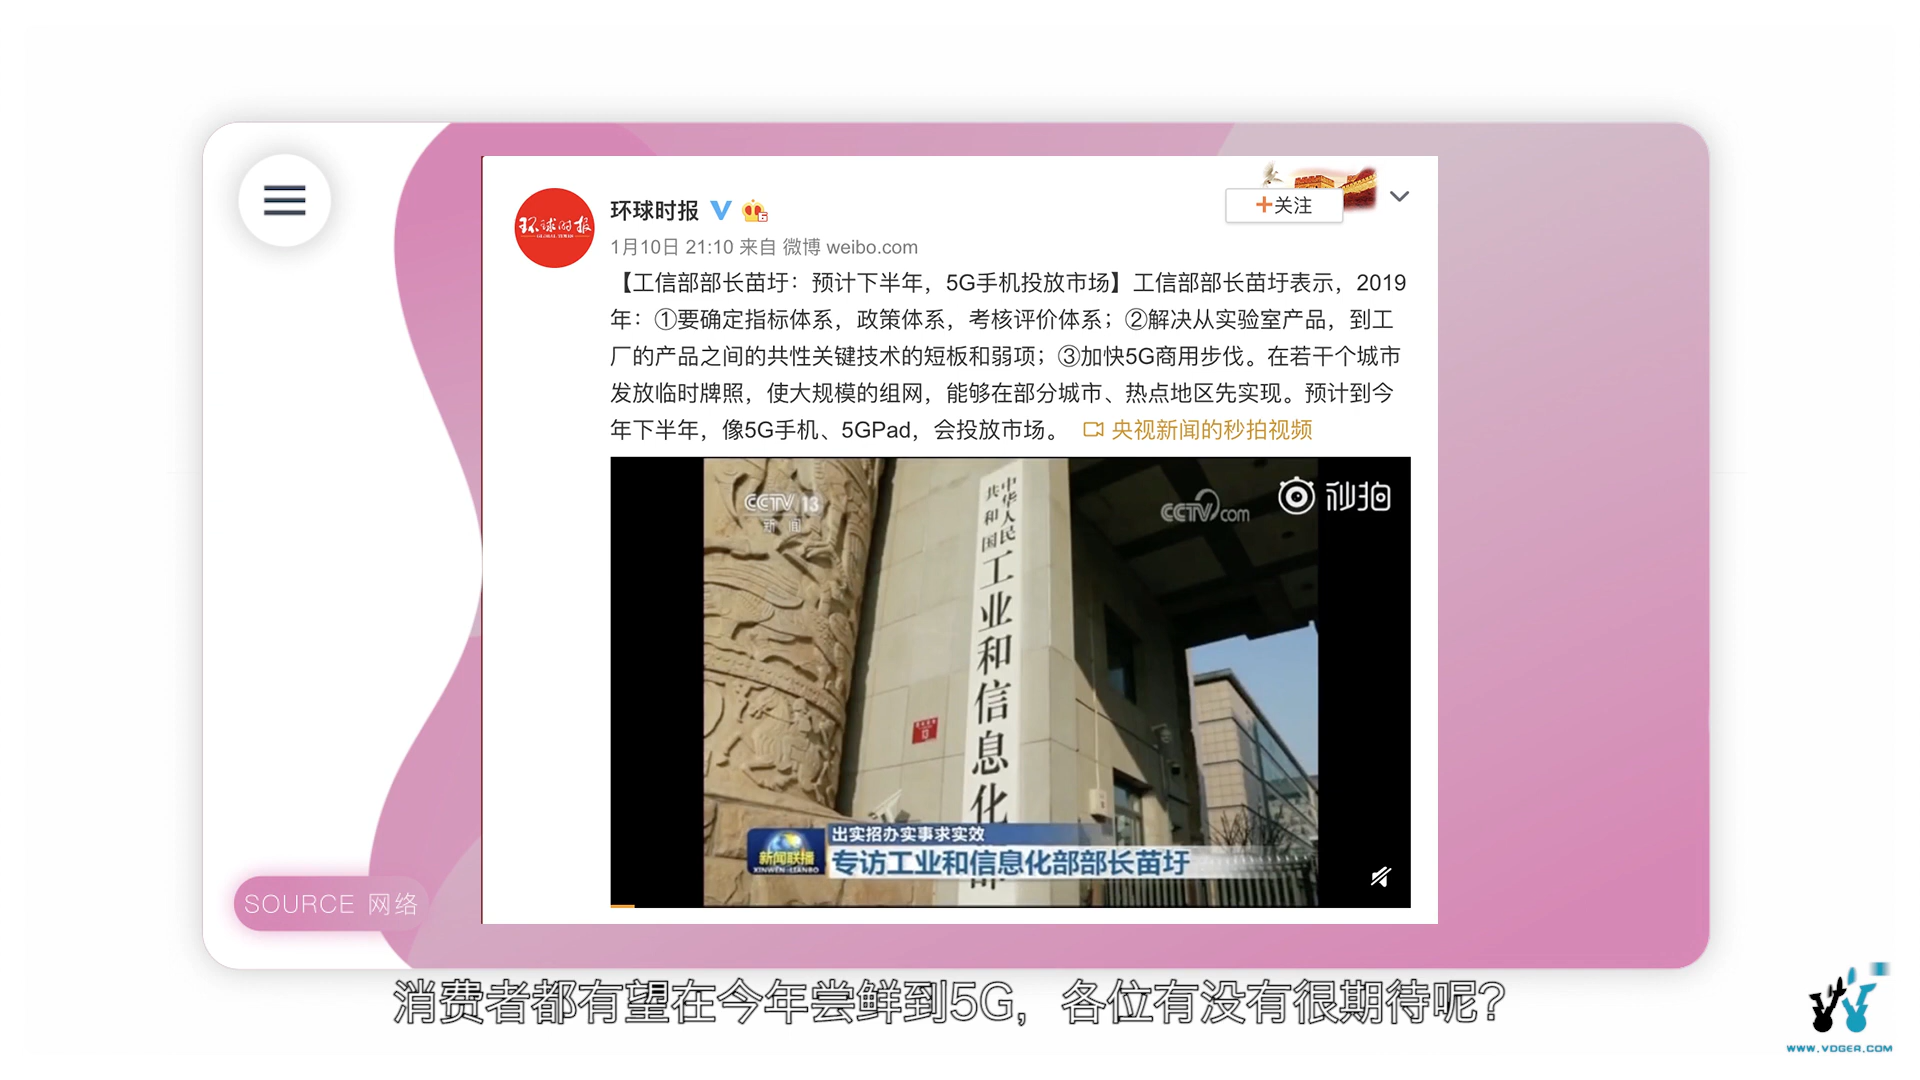 环球时报
1月10日 21:10 来自 微博 weibo.com
+关注
【工信部部长苗圩：预计下半年，5G手机投放市场】工信部部长苗圩表示，2019
年：①要确定指标体系，政策体系，考核评价体系；②解决从实验室产品，到工
厂的产品之间的共性关键技术的短板和弱项；③加快5G商用步伐。在若干个城市
发放临时牌照，使大规模的组网，能够在部分城市、热点地区先实现。预计到今
年下半年，像5G手机、5GPad，会投放市场。 央视新闻的秒拍视频
环球时报
GLOBAL TIMES
CCTV 13
新闻
CCTV.com
秒拍
中华人民共和国
工业和信息化部
出实招办实事求实效
新闻联播
XINWEN LIANBO
专访工业和信息化部部长苗圩
SOURCE 网络
消费者都有望在今年尝鲜到5G，各位有没有很期待呢？
WWW.VDGER.COM